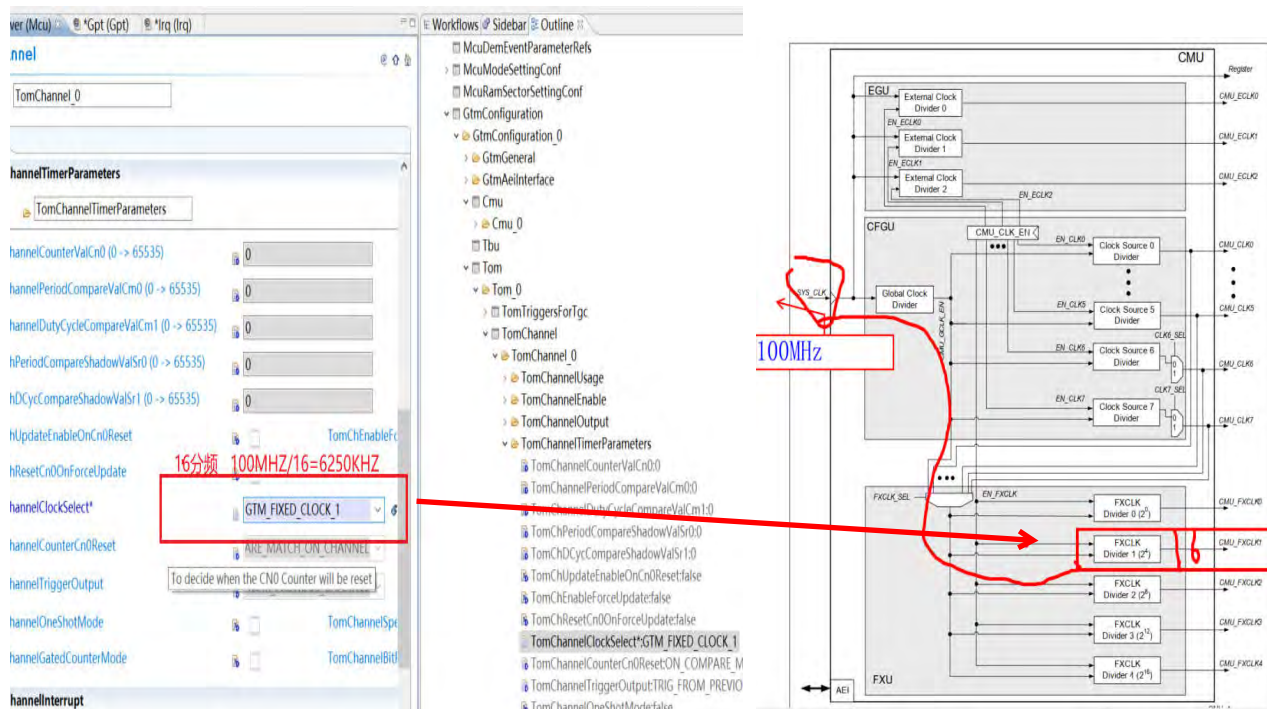 ver (Mcu) *Gpt (Gpt) *Irq (Irq)
nnel
TomChannel_0
hannelTimerParameters
TomChannelTimerParameters
hannelCounterValCn0 (0 -> 65535) 0
hannelPeriodCompareValCm0 (0 -> 65535) 0
hannelDutyCycleCompareValCm1 (0 -> 65535) 0
hPeriodCompareShadowValSr0 (0 -> 65535) 0
hDCycCompareShadowValSr1 (0 -> 65535) 0
hUpdateEnableOnCn0Reset TomChEnableFo
hResetCn0OnForceUpdate
16分频 100MHZ/16=6250KHZ
hannelClockSelect* GTM_FIXED_CLOCK_1
hannelCounterCn0Reset ARE_MATCH_ON_CHANNEL
To decide when the CN0 Counter will be reset
hannelTriggerOutput
hannelOneShotMode TomChannelSpe
hannelGatedCounterMode
hannelInterrupt
Workflows Sidebar Outline
McuDemEventParameterRefs
McuModeSettingConf
McuRamSectorSettingConf
GtmConfiguration
GtmConfiguration_0
GtmGeneral
GtmAeiInterface
Cmu
Cmu_0
Tbu
Tom
Tom_0
TomTriggersForTgc
TomChannel
TomChannel_0
TomChannelUsage
TomChannelEnable
TomChannelOutput
TomChannelTimerParameters
TomChannelCounterValCn0:0
TomChannelPeriodCompareValCm0:0
TomChannelDutyCycleCompareValCm1:0
TomChPeriodCompareShadowValSr0:0
TomChDCycCompareShadowValSr1:0
TomChUpdateEnableOnCn0Reset:false
TomChEnableForceUpdate:false
TomChResetCn0OnForceUpdate:false
TomChannelClockSelect*:GTM_FIXED_CLOCK_1
TomChannelCounterCn0Reset:ON_COMPARE_M
TomChannelTriggerOutput:TRIG_FROM_PREVIO
TomChannelOneShotMode:false
CMU
Register
EGU
External Clock
Divider 0
CMU_ECLK0
EN_ECLK0
External Clock
Divider 1
CMU_ECLK1
EN_ECLK1
External Clock
Divider 2
CMU_ECLK2
EN_ECLK2
CFGU
CMU_CLK_EN
EN_CLK0
Clock Source 0
Divider
CMU_CLK0
SYS_CLK
Global Clock
Divider
CMU_GCLK_EN
100MHz
EN_CLK5
Clock Source 5
Divider
CMU_CLK5
CLK6_SEL
EN_CLK6
Clock Source 6
Divider
0
1
CMU_CLK6
CLK7_SEL
EN_CLK7
Clock Source 7
Divider
0
1
CMU_CLK7
FXCLK_SEL
EN_FXCLK
FXCLK
Divider 0 (2⁰)
CMU_FXCLK0
FXCLK
Divider 1 (2⁴)
16
CMU_FXCLK1
FXCLK
Divider 2 (2⁸)
CMU_FXCLK2
FXCLK
Divider 3 (2¹²)
CMU_FXCLK3
FXCLK
Divider 4 (2¹⁶)
CMU_FXCLK4
FXU
AEI